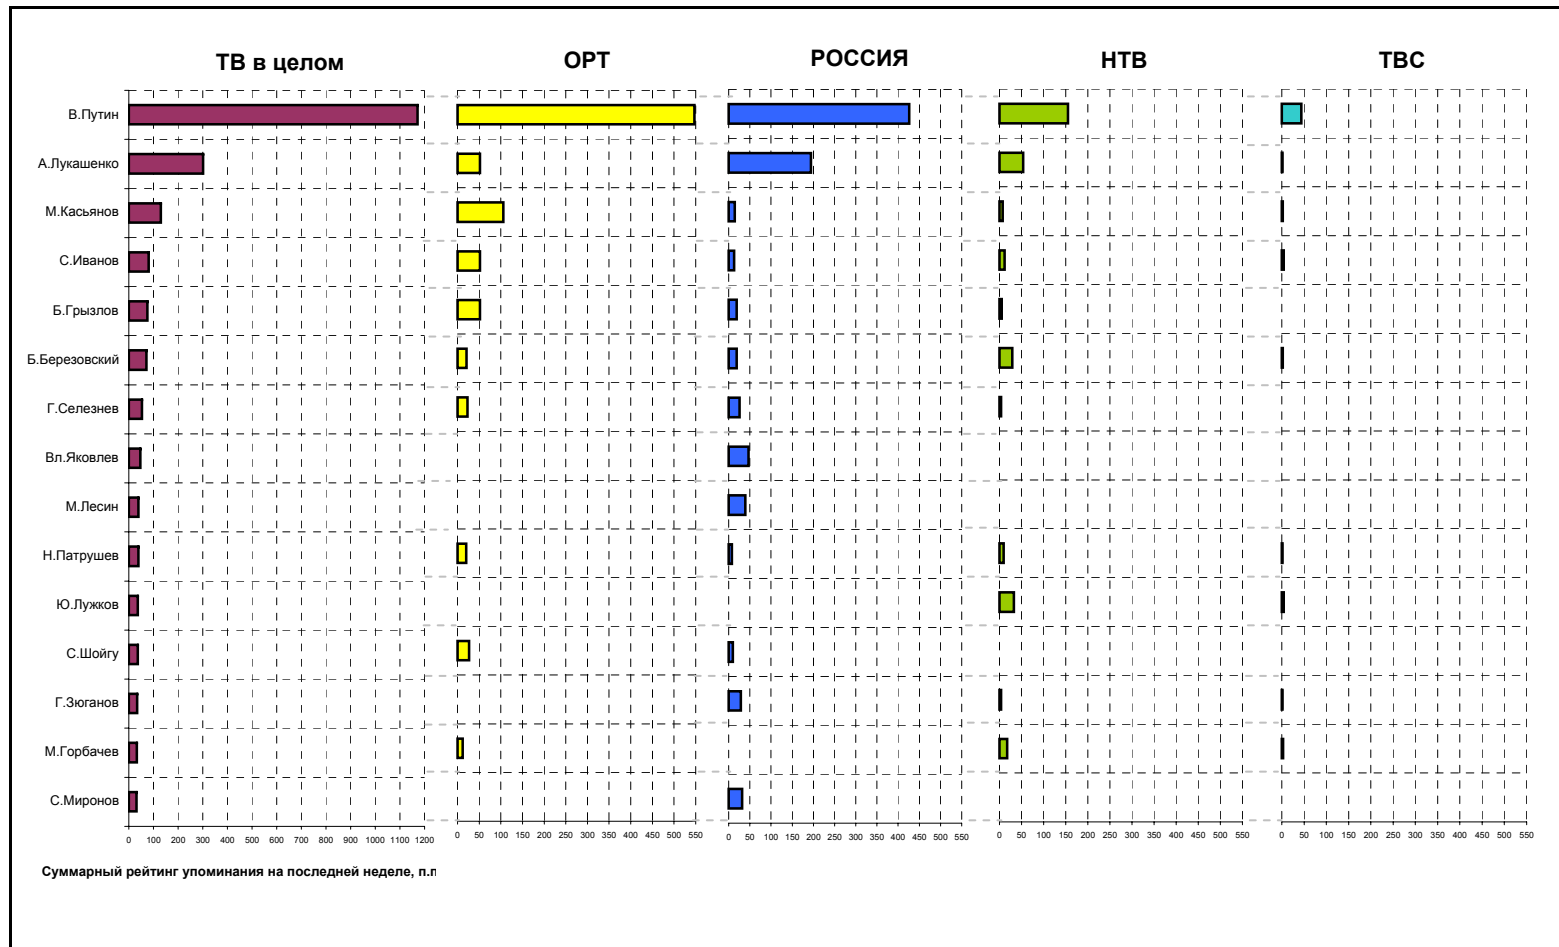 ТВ в целом
ОРТ
РОССИЯ
НТВ
ТВС
В.Путин
А.Лукашенко
М.Касьянов
С.Иванов
Б.Грызлов
Б.Березовский
Г.Селезнев
Вл.Яковлев
М.Лесин
Н.Патрушев
Ю.Лужков
С.Шойгу
Г.Зюганов
М.Горбачев
С.Миронов
0 100 200 300 400 500 600 700 800 900 1000 1100 1200
0 50 100 150 200 250 300 350 400 450 500 550
0 50 100 150 200 250 300 350 400 450 500 550
0 50 100 150 200 250 300 350 400 450 500 550
0 50 100 150 200 250 300 350 400 450 500 550
Суммарный рейтинг упоминания на последней неделе, п.п